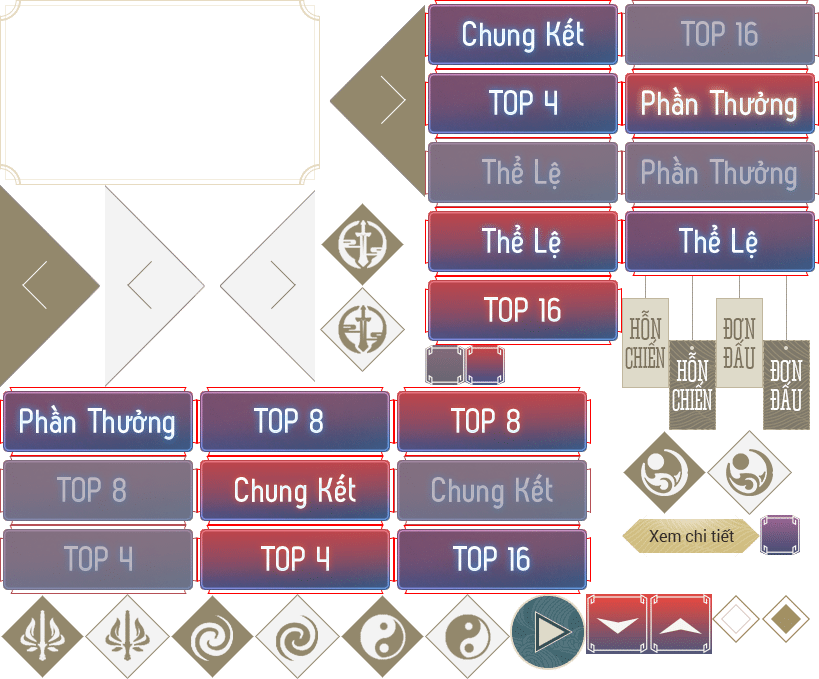 Chung Kết
TOP 16
TOP 4
Phần Thưởng
Thể Lệ
Phần Thưởng
Thể Lệ
Thể Lệ
TOP 16
HỖN
CHIẾN
HỖN
CHIẾN
ĐƠN
ĐẤU
ĐƠN
ĐẤU
Phần Thưởng
TOP 8
TOP 8
TOP 8
Chung Kết
Chung Kết
TOP 4
TOP 4
TOP 16
Xem chi tiết